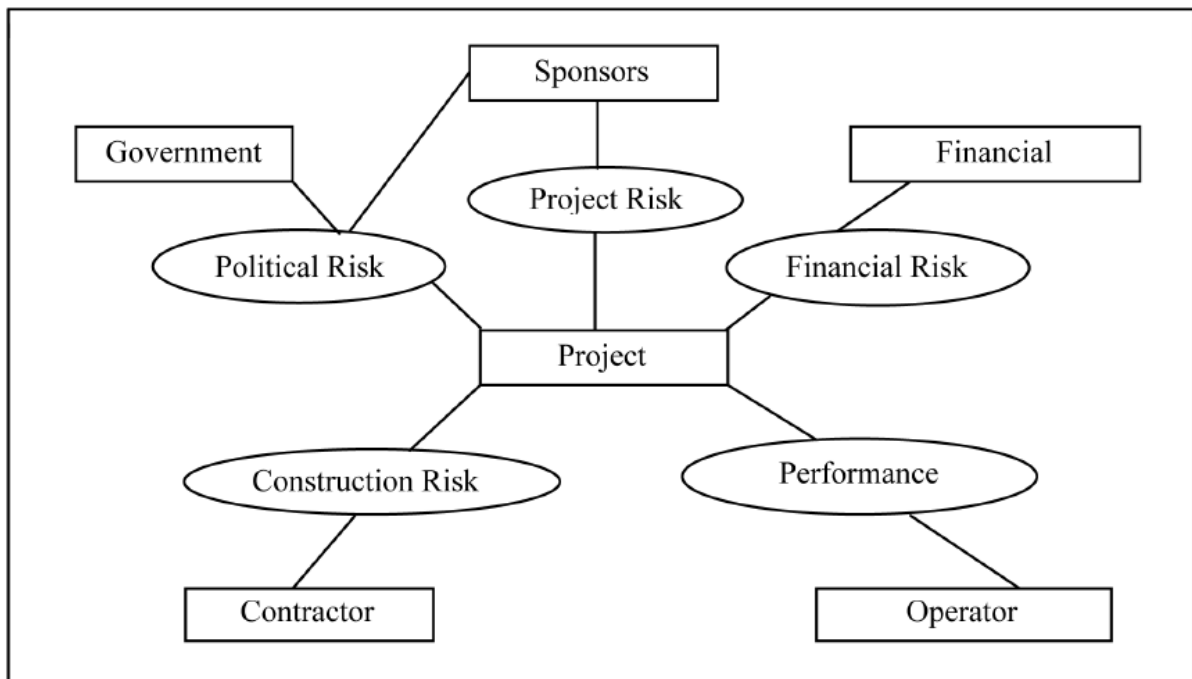 Sponsors
Government
Financial
Project Risk
Political Risk
Financial Risk
Project
Construction Risk
Performance
Contractor
Operator